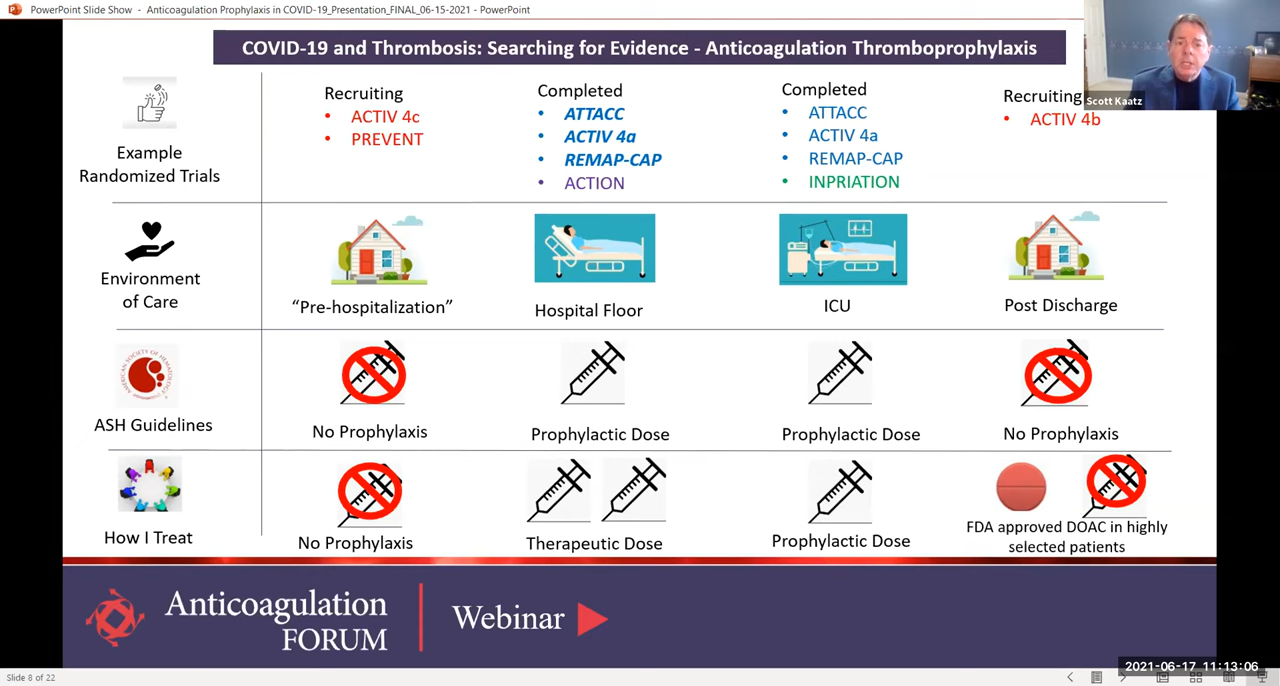 PowerPoint Slide Show - Anticoagulation Prophylaxis in COVID-19_Presentation_FINAL_06-15-2021 - PowerPoint
COVID-19 and Thrombosis: Searching for Evidence - Anticoagulation Thromboprophylaxis
Scott Kaatz
Example
Randomized Trials
Recruiting
• ACTIV 4c
• PREVENT
Completed
• ATTACC
• ACTIV 4a
• REMAP-CAP
• ACTION
Completed
• ATTACC
• ACTIV 4a
• REMAP-CAP
• INPRIATION
Recruiting
• ACTIV 4b
Environment
of Care
“Pre-hospitalization”
Hospital Floor
ICU
Post Discharge
AMERICAN SOCIETY OF HEMATOLOGY
ASH Guidelines
No Prophylaxis
Prophylactic Dose
Prophylactic Dose
No Prophylaxis
How I Treat
No Prophylaxis
Therapeutic Dose
Prophylactic Dose
FDA approved DOAC in highly
selected patients
Anticoagulation
FORUM
Webinar
2021-06-17 11:13:06
Slide 8 of 22